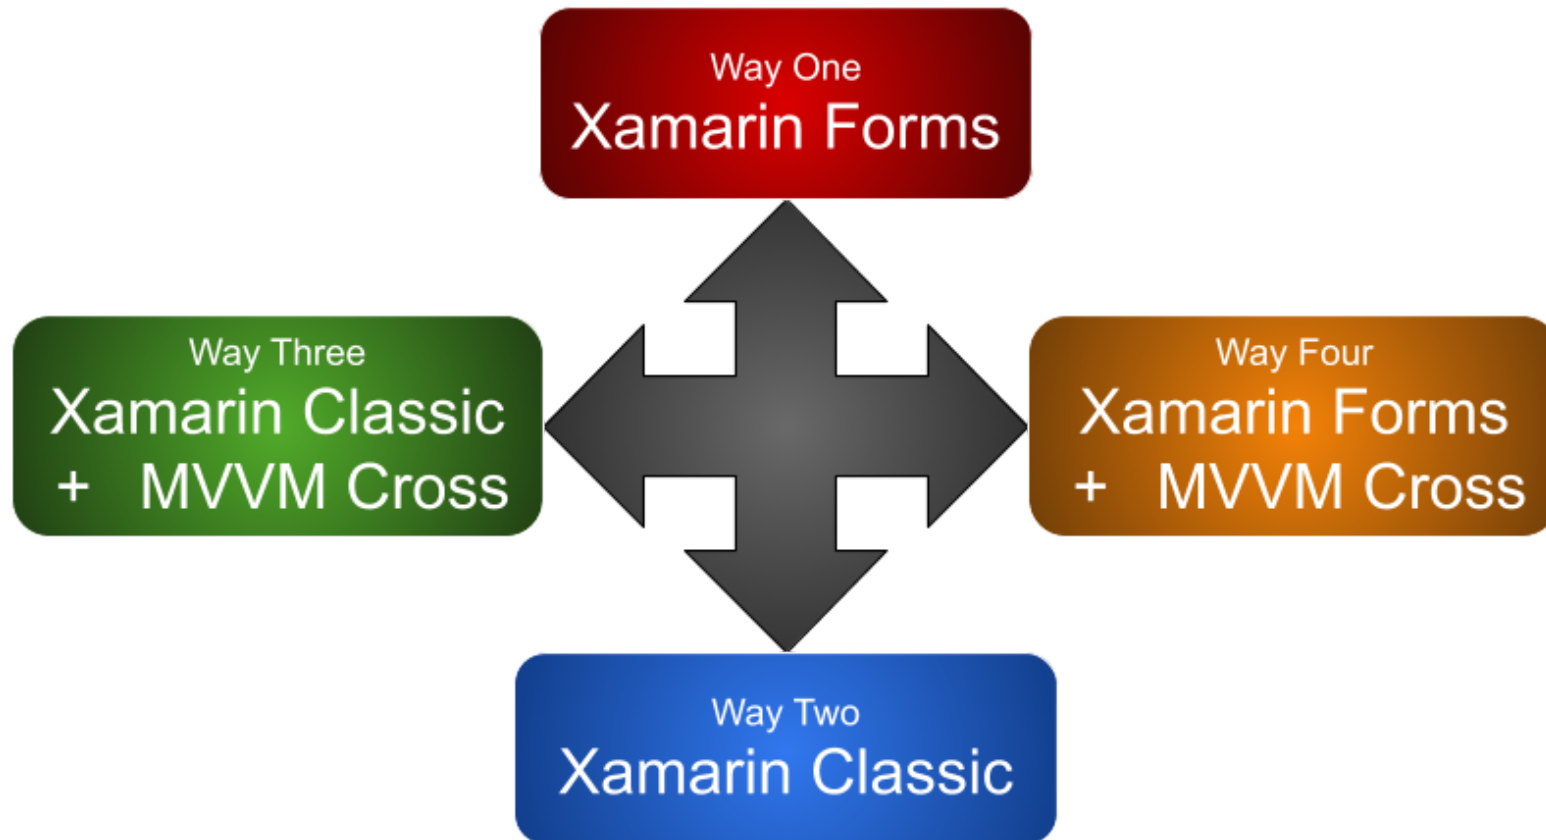 Way One
Xamarin Forms
Way Three
Xamarin Classic
+ MVVM Cross
Way Four
Xamarin Forms
+ MVVM Cross
Way Two
Xamarin Classic